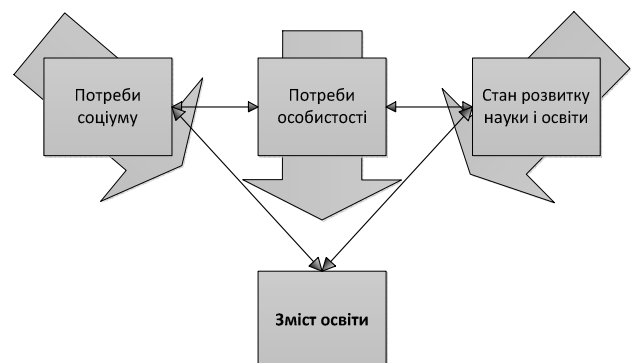 Потреби
соціуму
Потреби
особистості
Стан розвитку
науки і освіти
Зміст освіти